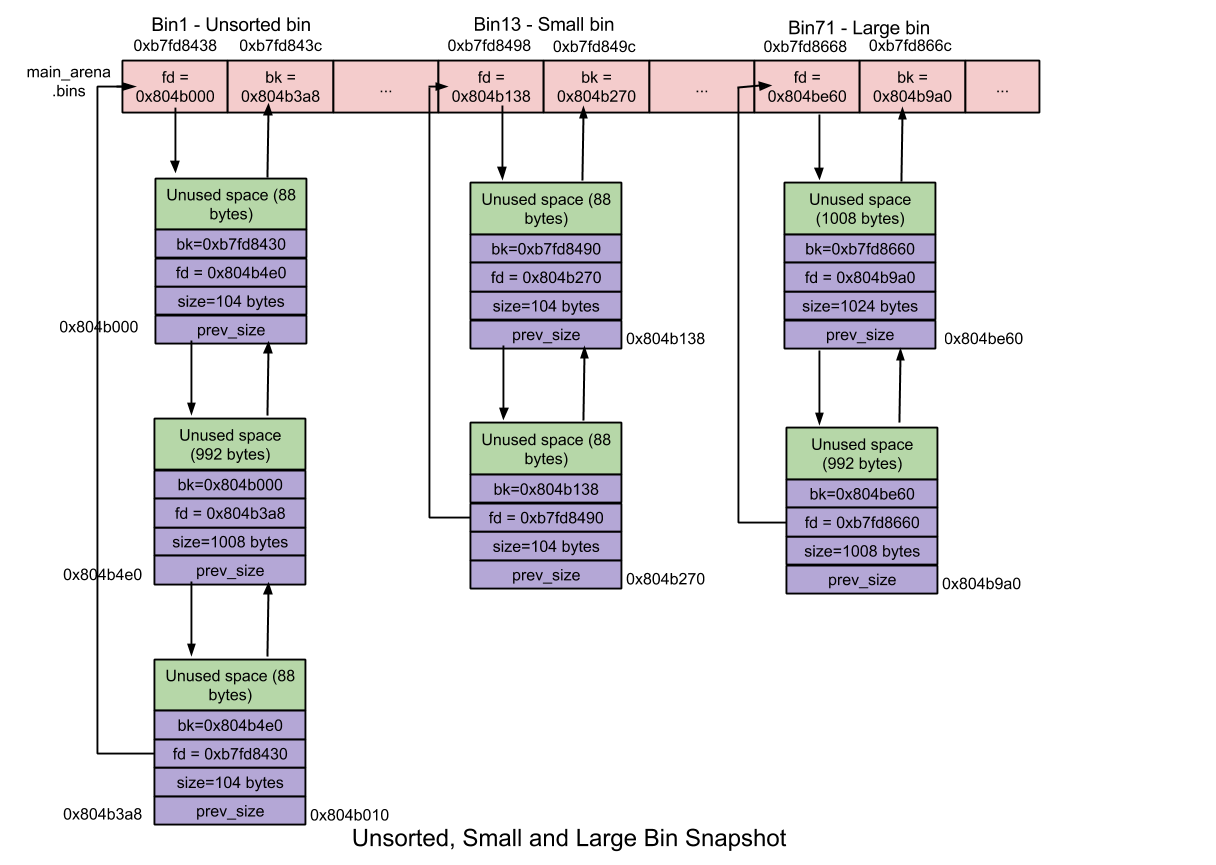 Bin1 - Unsorted bin
0xb7fd8438
0xb7fd843c
Bin13 - Small bin
0xb7fd8498
0xb7fd849c
Bin71 - Large bin
0xb7fd8668
0xb7fd866c
main_arena
.bins
fd =
0x804b000
bk =
0x804b3a8
...
fd =
0x804b138
bk =
0x804b270
...
fd =
0x804be60
bk =
0x804b9a0
...
Unused space (88
bytes)
bk=0xb7fd8430
fd = 0x804b4e0
size=104 bytes
prev_size
0x804b000
Unused space
(992 bytes)
bk=0x804b000
fd = 0x804b3a8
size=1008 bytes
prev_size
0x804b4e0
Unused space (88
bytes)
bk=0x804b4e0
fd = 0xb7fd8430
size=104 bytes
prev_size
0x804b3a8
0x804b010
Unused space (88
bytes)
bk=0xb7fd8490
fd = 0x804b270
size=104 bytes
prev_size
0x804b138
Unused space (88
bytes)
bk=0x804b138
fd = 0xb7fd8490
size=104 bytes
prev_size
0x804b270
Unused space
(1008 bytes)
bk=0xb7fd8660
fd = 0x804b9a0
size=1024 bytes
prev_size
0x804be60
Unused space
(992 bytes)
bk=0x804be60
fd = 0xb7fd8660
size=1008 bytes
prev_size
0x804b9a0
Unsorted, Small and Large Bin Snapshot